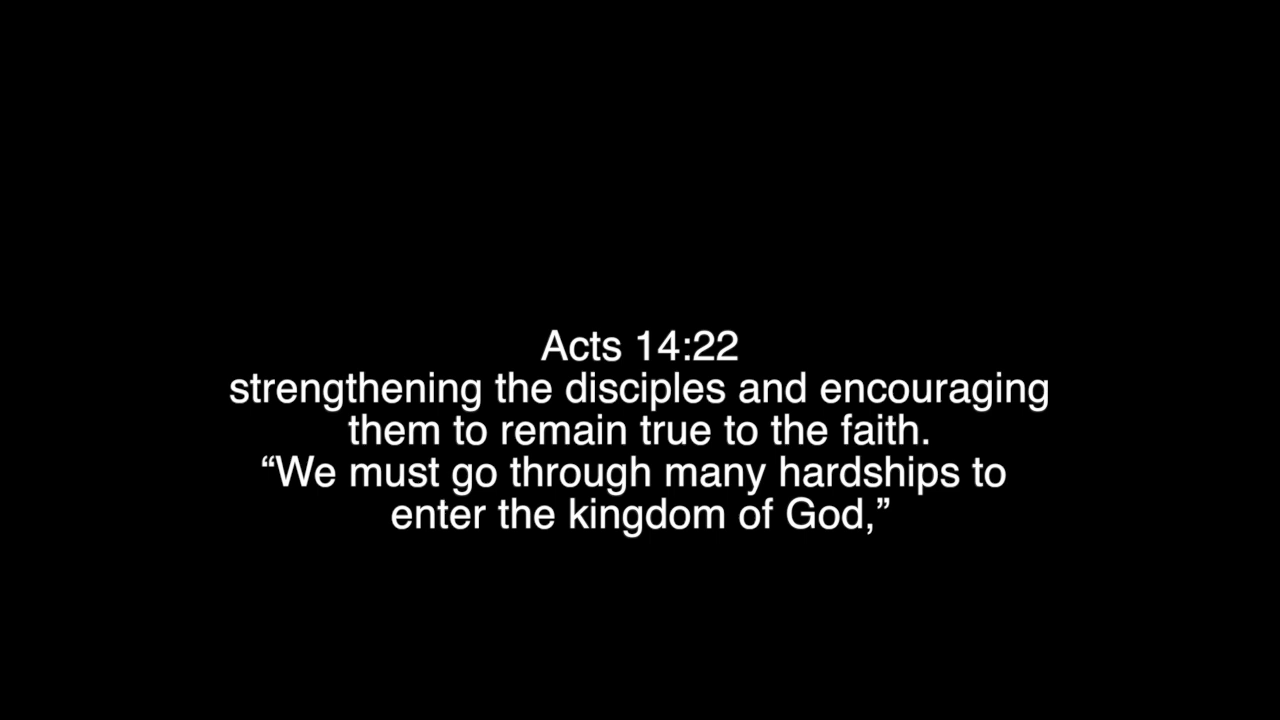 Acts 14:22
strengthening the disciples and encouraging
them to remain true to the faith.
“We must go through many hardships to
enter the kingdom of God,”